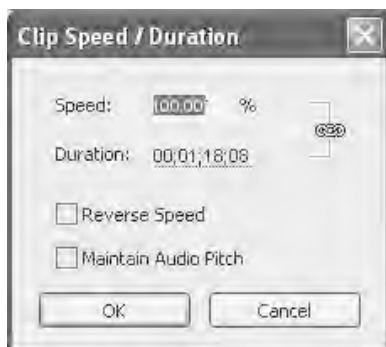 Clip Speed / Duration
Speed: 100.00 %
Duration: 00;01;18;08
Reverse Speed
Maintain Audio Pitch
OK Cancel